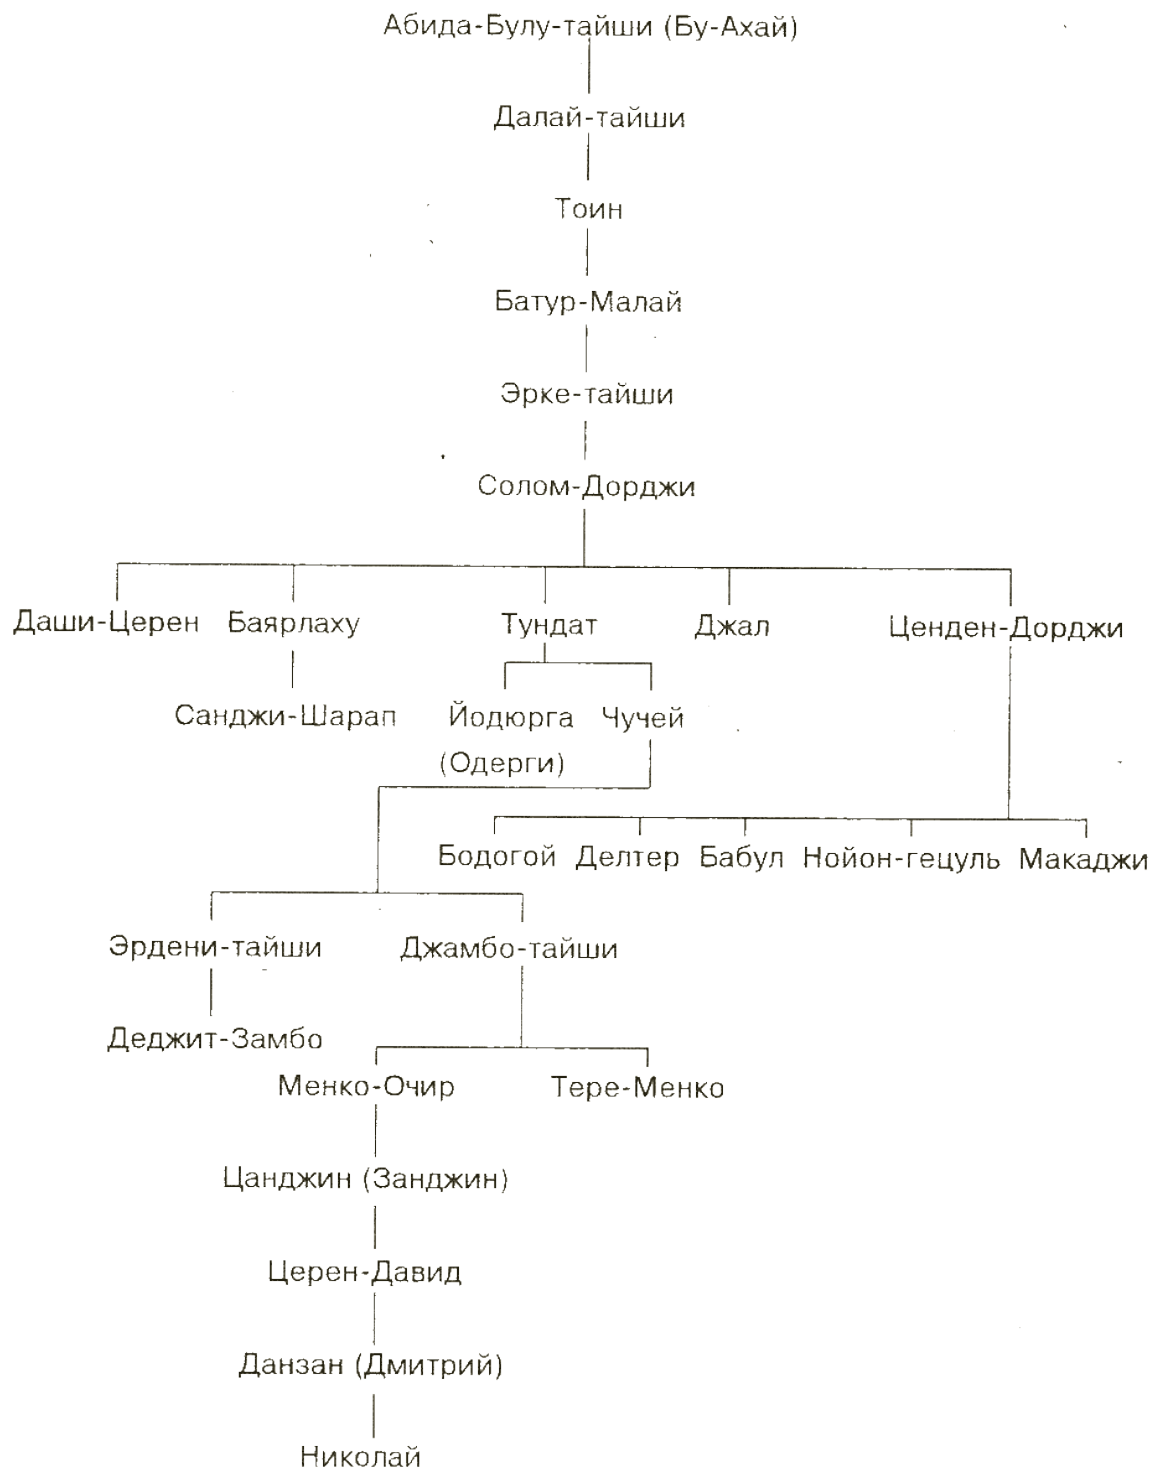 Абида-Булу-тайши (Бу-Ахай)
Далай-тайши
Тоин
Батур-Малай
Эрке-тайши
Солом-Дорджи
Даши-Церен Баярлаху Тундат Джал Ценден-Дорджи
Санджи-Шарап Йодюрга Чучей
(Одерги)
Бодогой Делтер Бабул Нойон-гецуль Макаджи
Эрдени-тайши Джамбо-тайши
Деджит-Замбо
Менко-Очир Тере-Менко
Цанджин (Занджин)
Церен-Давид
Данзан (Дмитрий)
Николай